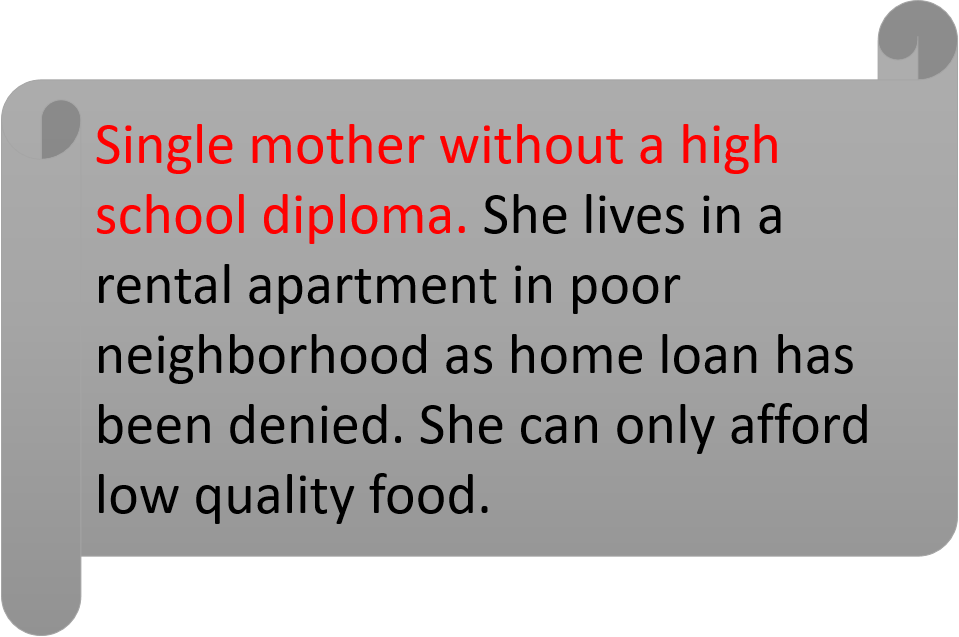 Single mother without a high
school diploma. She lives in a
rental apartment in poor
neighborhood as home loan has
been denied. She can only afford
low quality food.